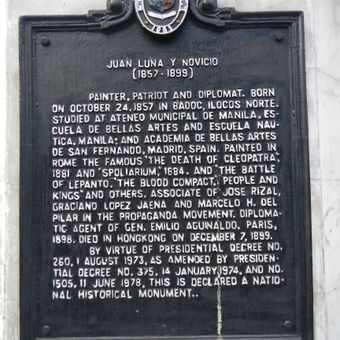 1981
JUAN LUNA Y NOVICIO
(1857-1899)
PAINTER, PATRIOT AND DIPLOMAT. BORN
ON OCTOBER 24, 1857 IN BADOC, ILOCOS NORTE.
STUDIED AT ATENEO MUNICIPAL DE MANILA, ES-
CUELA DE BELLAS ARTES AND ESCUELA NAU-
TICA, MANILA; AND ACADEMIA DE BELLAS ARTES
DE SAN FERNANDO, MADRID, SPAIN. PAINTED IN
ROME THE FAMOUS "THE DEATH OF CLEOPATRA",
1881 AND "SPOLIARIUM," 1884. AND "THE BATTLE
OF LEPANTO," "THE BLOOD COMPACT," "PEOPLE AND
KINGS" AND OTHERS. ASSOCIATE OF JOSE RIZAL,
GRACIANO LOPEZ JAENA AND MARCELO H. DEL
PILAR IN THE PROPAGANDA MOVEMENT. DIPLOMA-
TIC AGENT OF GEN. EMILIO AGUINALDO, PARIS,
1898. DIED IN HONGKONG ON DECEMBER 7, 1899.
BY VIRTUE OF PRESIDENTIAL DECREE NO.
260, 1 AUGUST 1973, AS AMENDED BY PRESIDEN-
TIAL DECREE NO. 375, 14 JANUARY 1974, AND NO.
1505, 11 JUNE 1978, THIS IS DECLARED A NATIO-
NAL HISTORICAL MONUMENT..